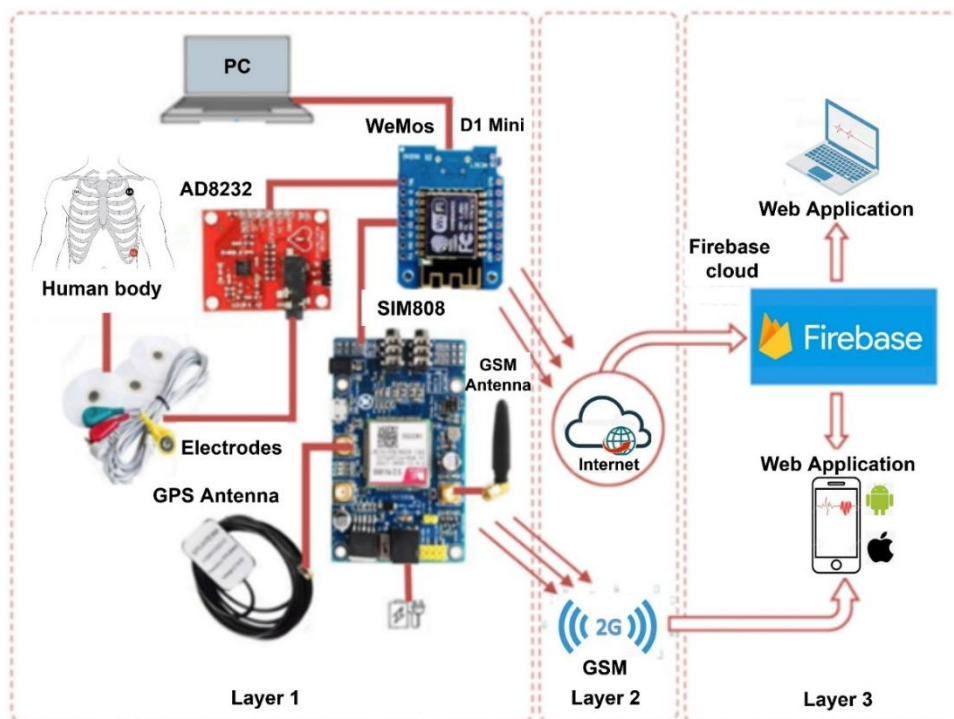 PC
WeMos D1 Mini
AD8232
Human body
SIM808
GSM
Antenna
Electrodes
GPS Antenna
Layer 1
Internet
2G
GSM
Layer 2
Web Application
Firebase
cloud
Firebase
Web Application
Layer 3